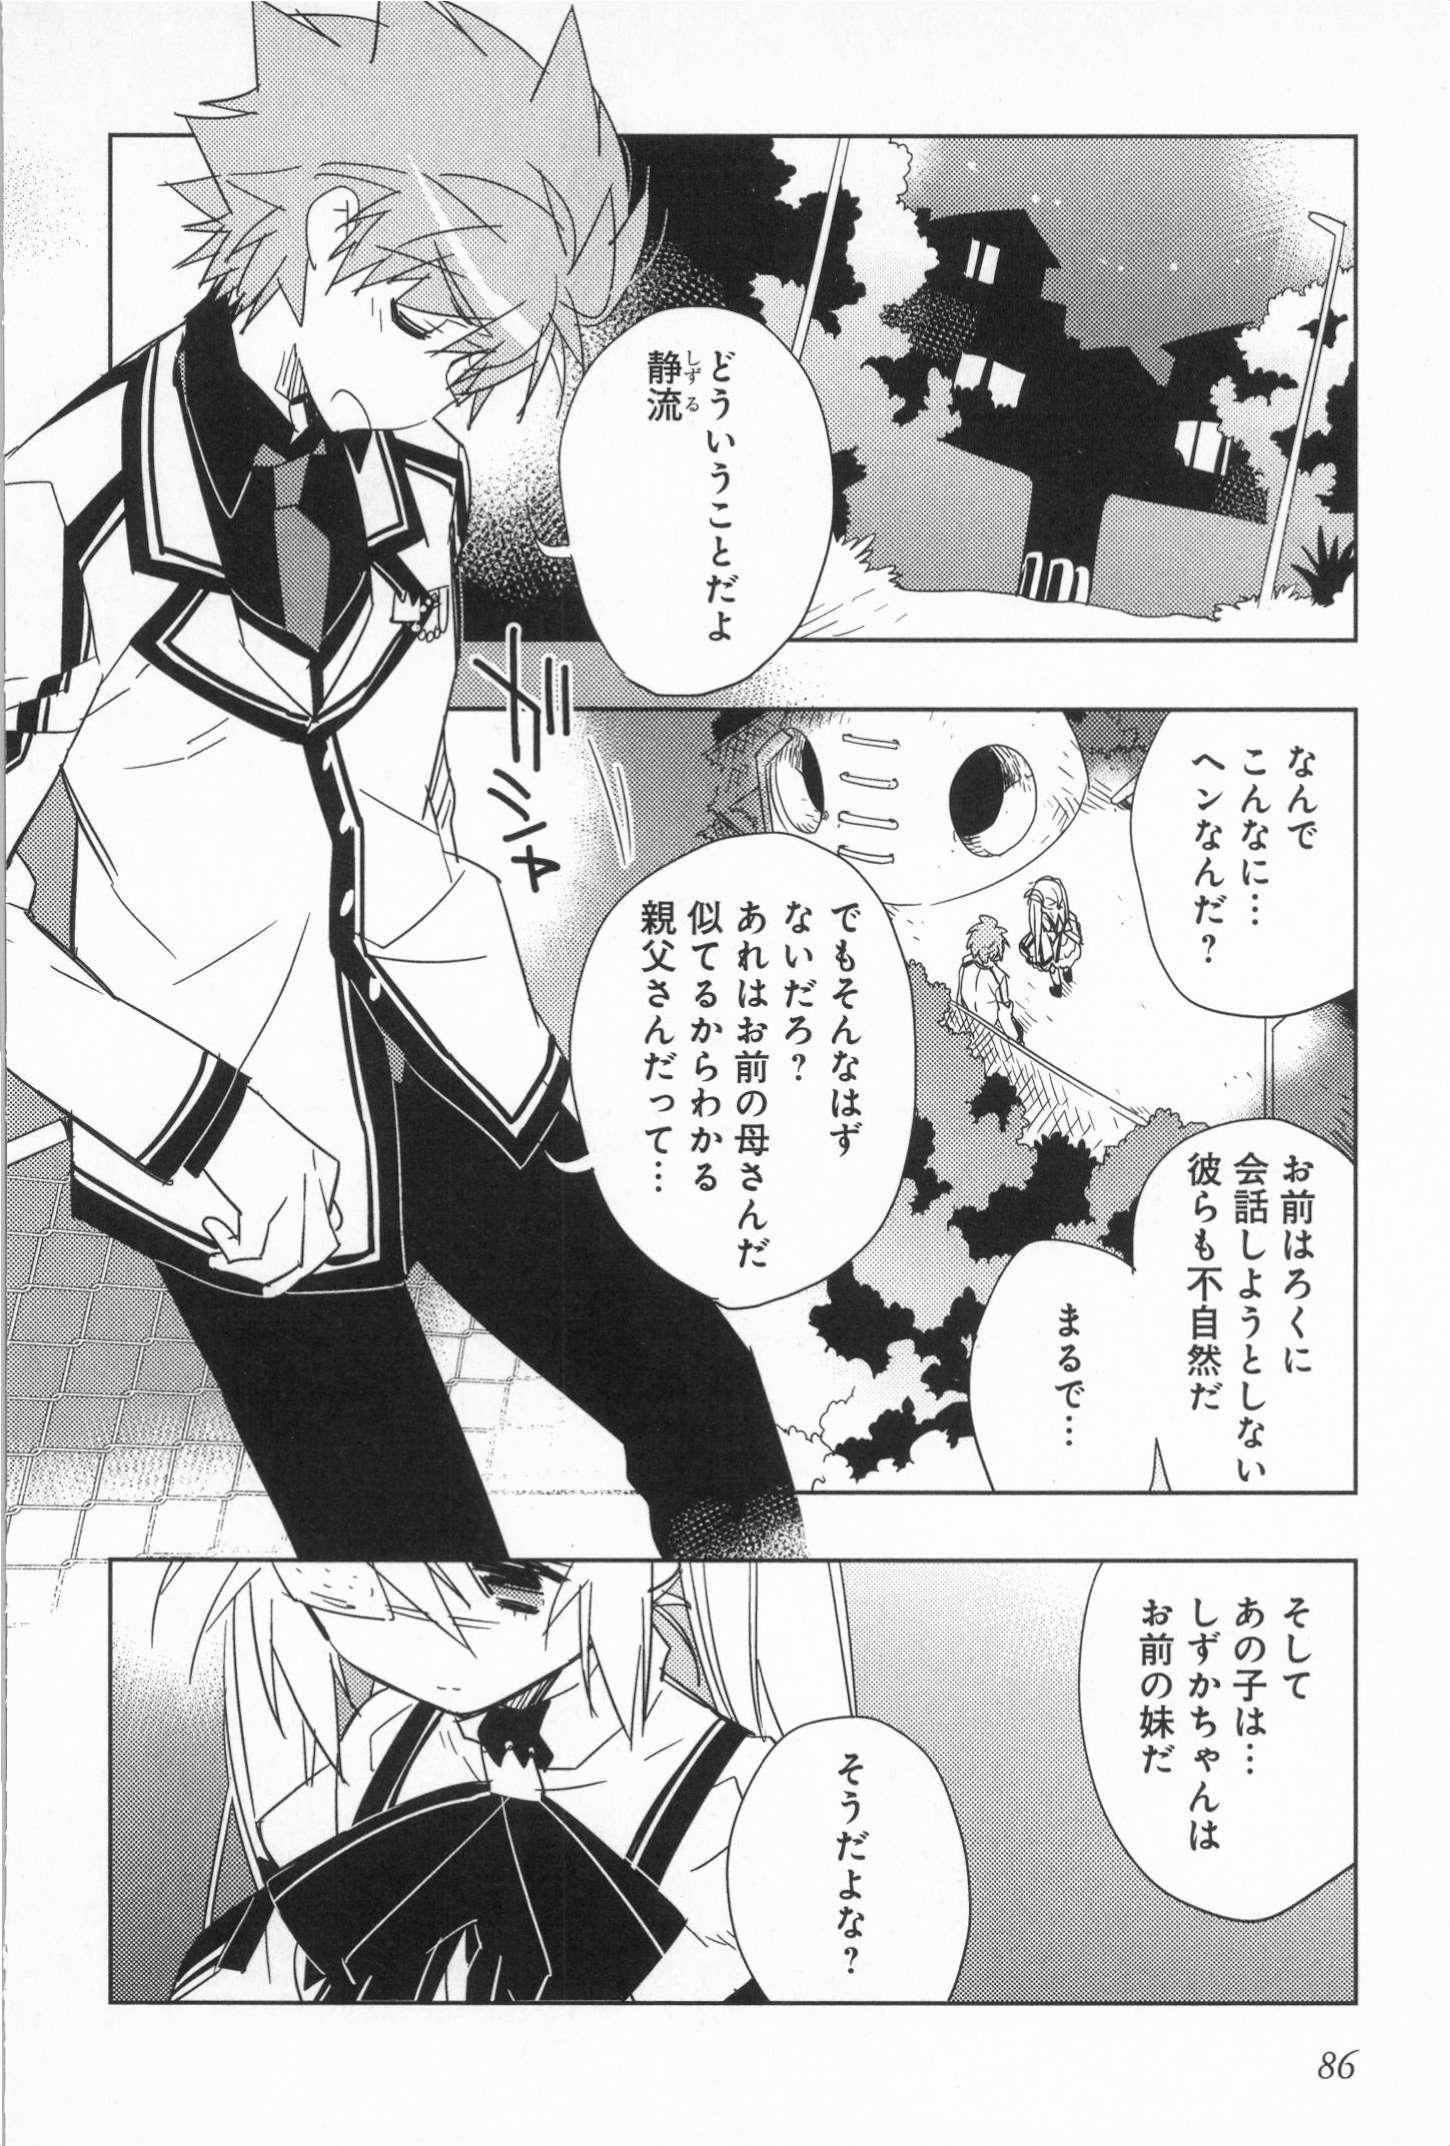 どういうことだよ
静流
しずる
なんで
こんなに…
ヘンなんだ?
お前はろくに
会話しようとしない
彼らも不自然だ
まるで…
でもそんなはず
ないだろ?
あれはお前の母さんだ
似てるからわかる
親父さんだって…
ガシャ
そして
あの子は…
しずかちゃんは
お前の妹だ
そうだよな?
86